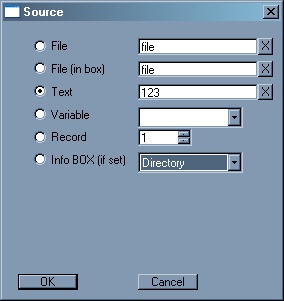 Source
File file X
File (in box) file X
Text 123 X
Variable
Record 1
Info BOX (if set) Directory
OK Cancel